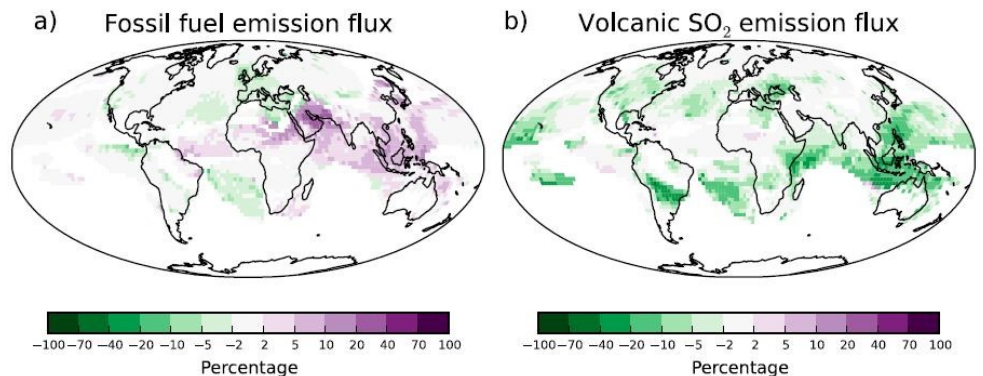 a) Fossil fuel emission flux
b) Volcanic SO₂ emission flux
−100 −70 −40 −20 −10 −5 −2 2 5 10 20 40 70 100
Percentage
−100 −70 −40 −20 −10 −5 −2 2 5 10 20 40 70 100
Percentage